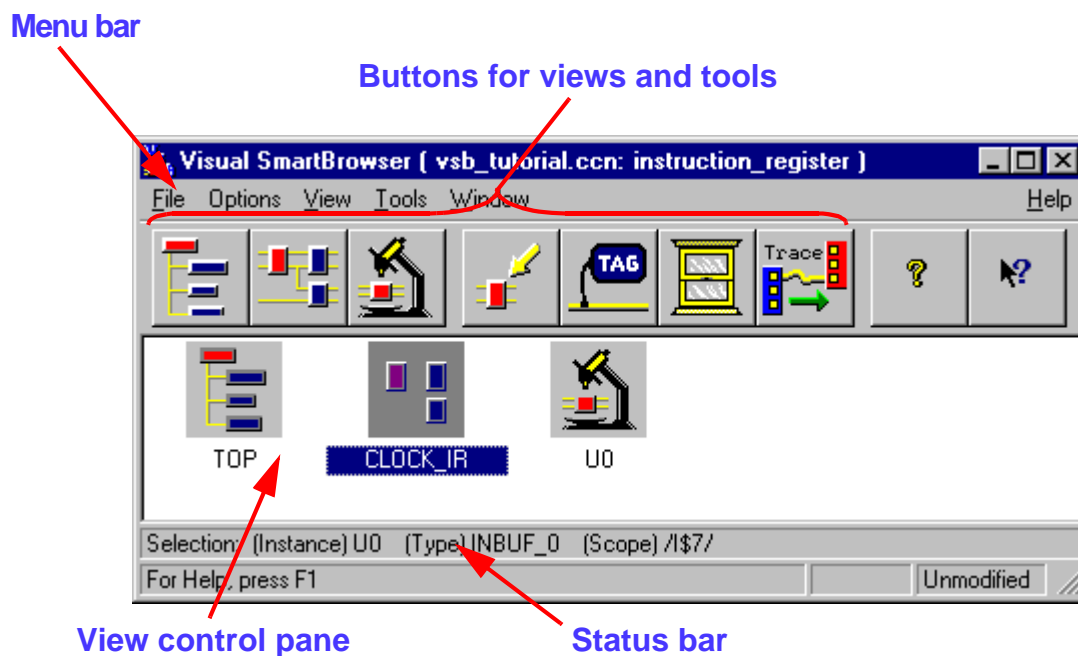 Menu bar
Buttons for views and tools
Visual SmartBrowser ( vsb_tutorial.ccn: instruction_register )
File Options View Tools Window Help
TAG
Trace
?
?
TOP CLOCK_IR U0
Selection: (Instance) U0 (Type) INBUF_0 (Scope) /I$7/
For Help, press F1 Unmodified
View control pane Status bar